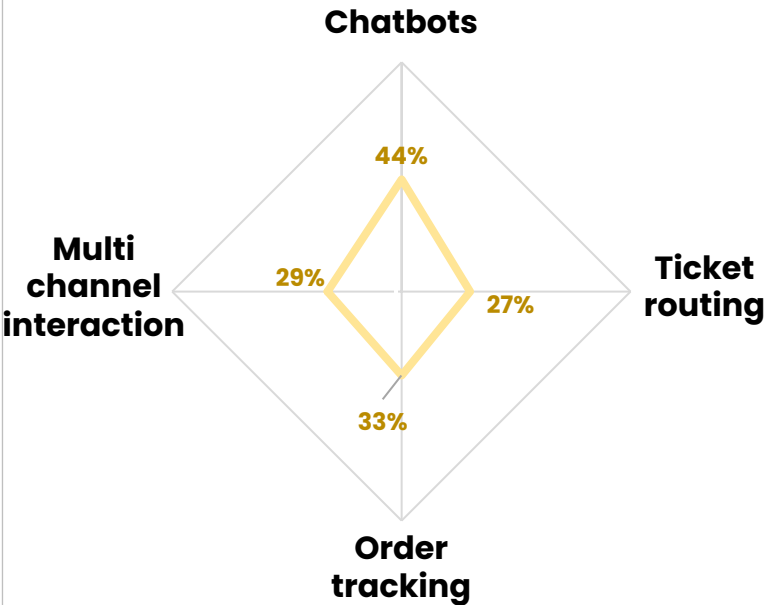 Chatbots
44%
Multi
channel
interaction
29%
Ticket
routing
27%
33%
Order
tracking